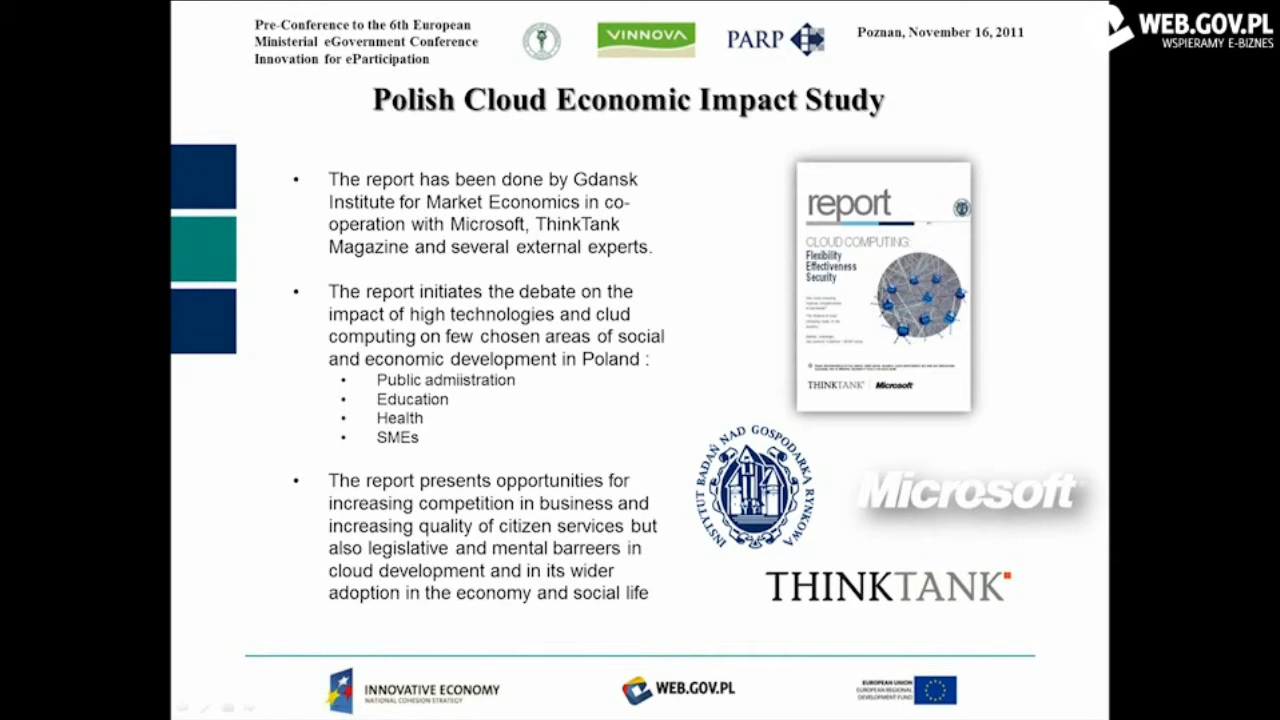 Pre-Conference to the 6th European
Ministerial eGovernment Conference
Innovation for eParticipation
VINNOVA
PARP
Poznan, November 16, 2011
WEB.GOV.PL
WSPIERAMY E-BIZNES
Polish Cloud Economic Impact Study
• The report has been done by Gdansk
Institute for Market Economics in co-
operation with Microsoft, ThinkTank
Magazine and several external experts.
• The report initiates the debate on the
impact of high technologies and clud
computing on few chosen areas of social
and economic development in Poland :
• Public admiistration
• Education
• Health
• SMEs
• The report presents opportunities for
increasing competition in business and
increasing quality of citizen services but
also legislative and mental barreers in
cloud development and in its wider
adoption in the economy and social life
report
CLOUD COMPUTING:
Flexibility
Effectiveness
Security
THINKTANK
Microsoft
INSTYTUT BADAŃ NAD GOSPODARKĄ RYNKOWĄ
Microsoft
THINKTANK
INNOVATIVE ECONOMY
NATIONAL COHESION STRATEGY
WEB.GOV.PL
EUROPEAN UNION
EUROPEAN REGIONAL
DEVELOPMENT FUND